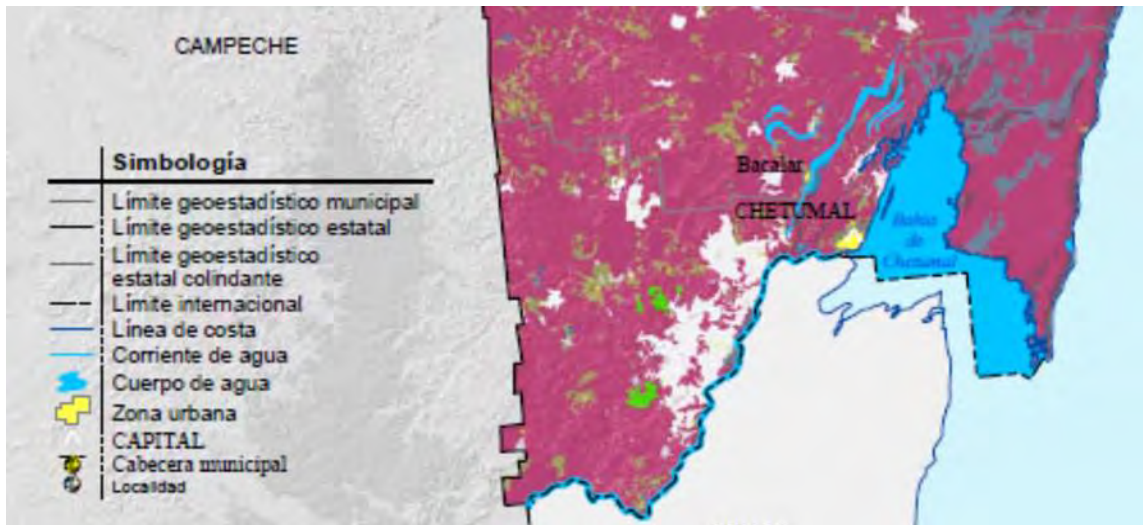 CAMPECHE
Bacalar
CHETUMAL
Bahía
de
Chetumal
Simbología
Límite geoestadístico municipal
Límite geoestadístico estatal
Límite geoestadístico
estatal colindante
Límite internacional
Línea de costa
Corriente de agua
Cuerpo de agua
Zona urbana
CAPITAL
Cabecera municipal
Localidad